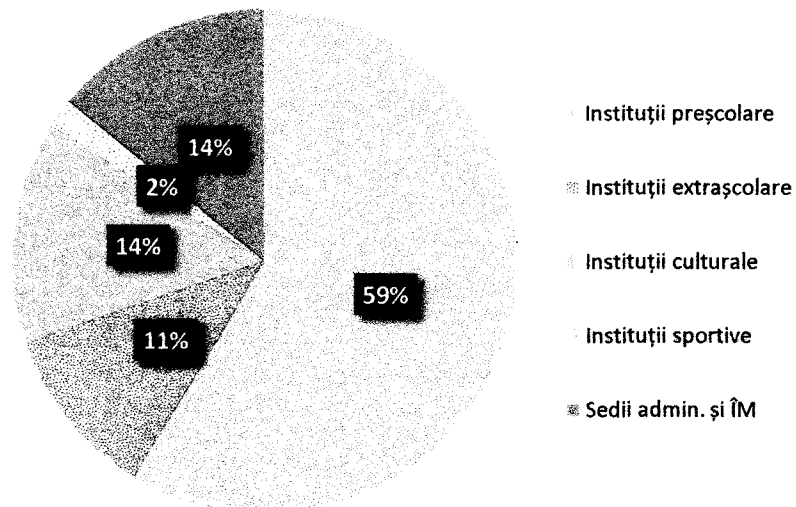 14%
2%
14%
11%
59%
Instituții preșcolare
Instituții extrașcolare
Instituții culturale
Instituții sportive
Sedii admin. și ÎM